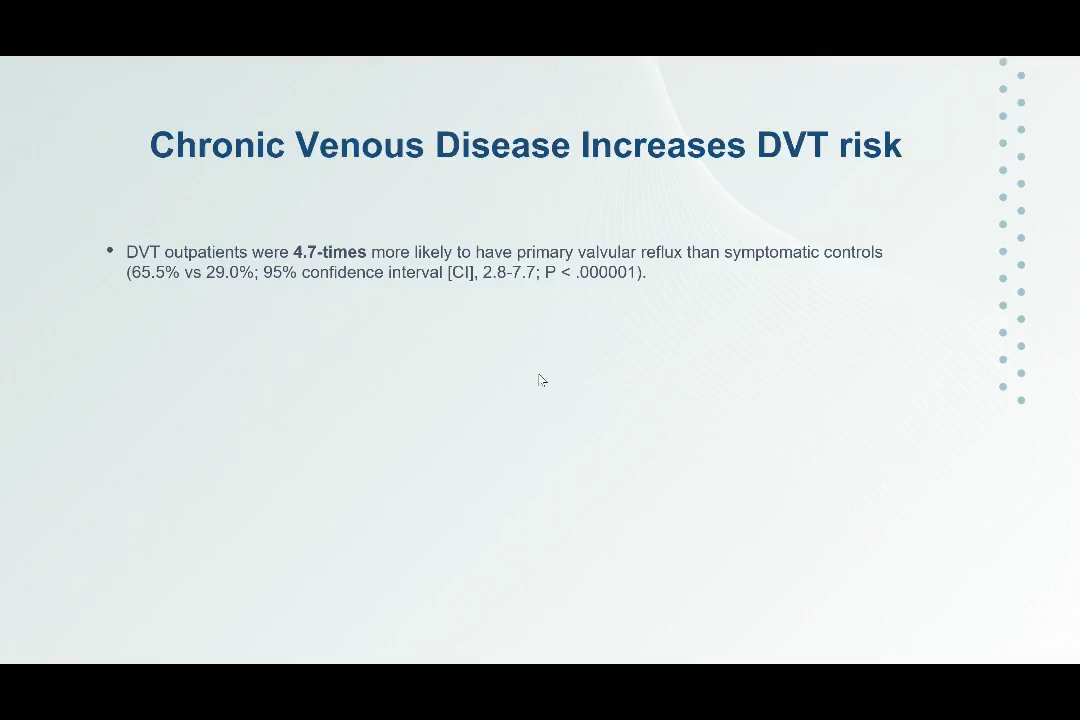 Chronic Venous Disease Increases DVT risk
• DVT outpatients were 4.7-times more likely to have primary valvular reflux than symptomatic controls
(65.5% vs 29.0%; 95% confidence interval [CI], 2.8-7.7; P < .000001).